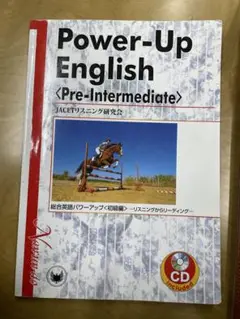 Power-Up
English
〈Pre-Intermediate〉
JACETリスニング研究会
総合英語パワーアップ〈初級編〉―リスニングからリーディング―
CD
included